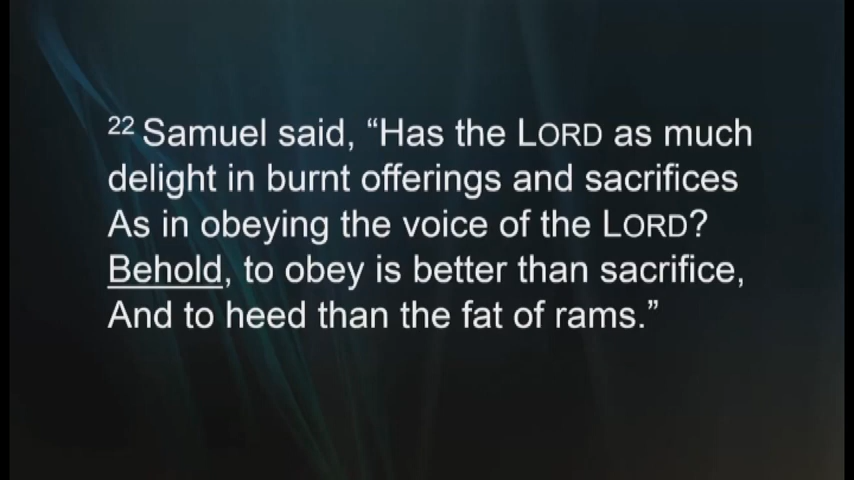 22 Samuel said, “Has the LORD as much
delight in burnt offerings and sacrifices
As in obeying the voice of the LORD?
Behold, to obey is better than sacrifice,
And to heed than the fat of rams.”